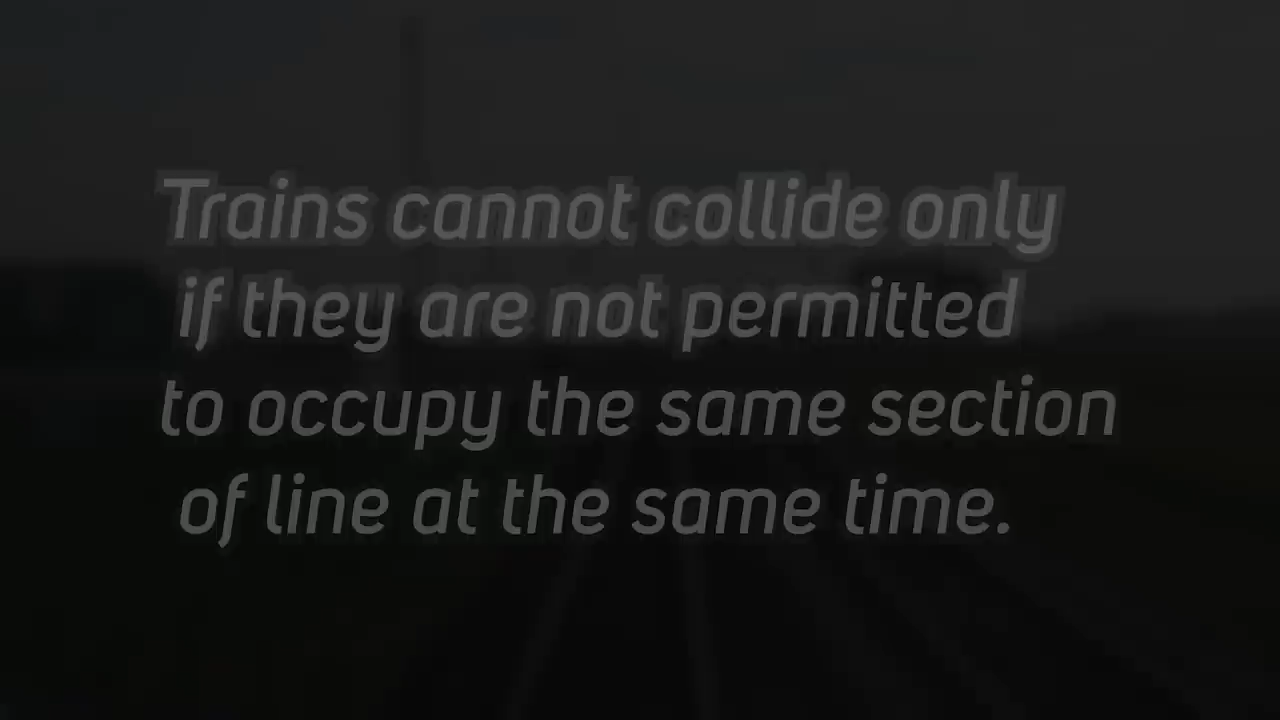 Trains cannot collide only
if they are not permitted
to occupy the same section
of line at the same time.